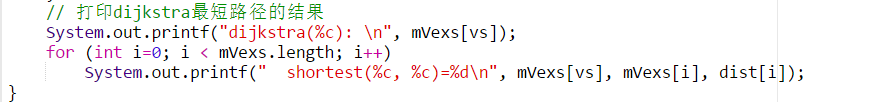 // 打印dijkstra最短路径的结果
System.out.printf("dijkstra(%c): \n", mVexs[vs]);
for (int i=0; i < mVexs.length; i++)
System.out.printf("  shortest(%c, %c)=%d\n", mVexs[vs], mVexs[i], dist[i]);
}